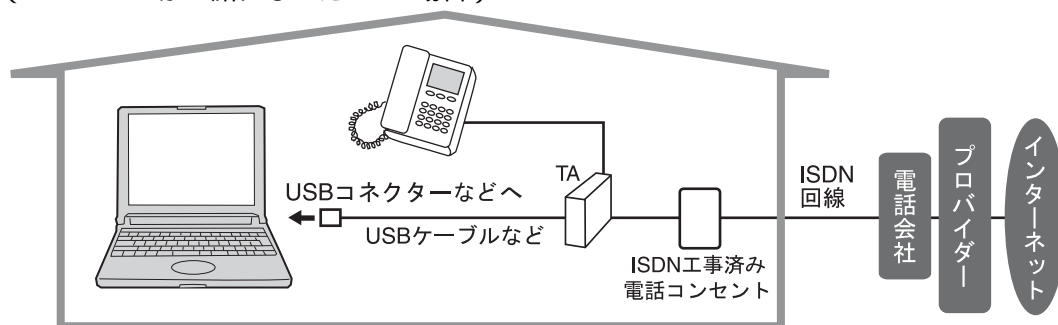 TA
USBコネクターなどへ
USBケーブルなど
ISDN工事済み
電話コンセント
ISDN
回線
電話会社
プロバイダー
インターネット